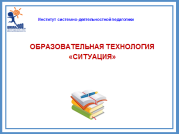 Институт системно-деятельностной педагогики
ОБРАЗОВАТЕЛЬНАЯ ТЕХНОЛОГИЯ
«СИТУАЦИЯ»